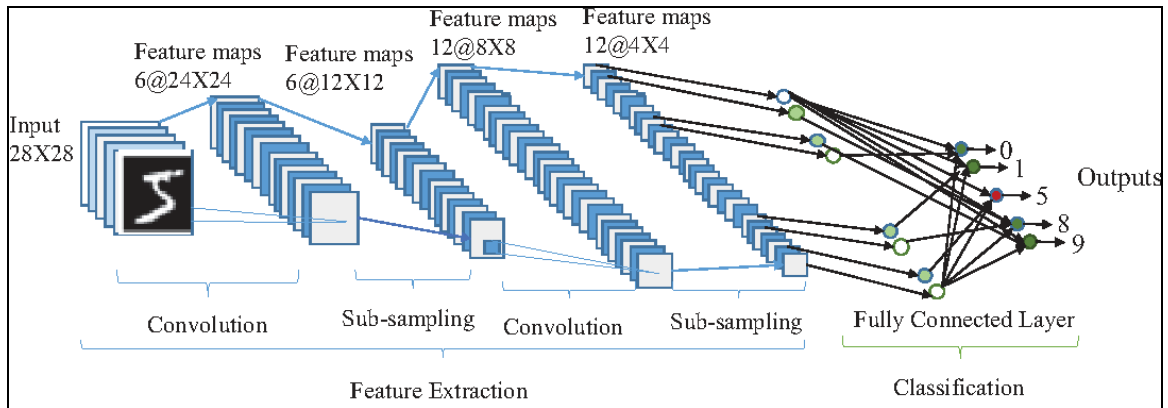 Feature maps
6@24X24
Feature maps
6@12X12
Feature maps
12@8X8
Feature maps
12@4X4
Input
28X28
0
1
5
8
9
Outputs
Convolution
Sub-sampling
Convolution
Sub-sampling
Fully Connected Layer
Feature Extraction
Classification